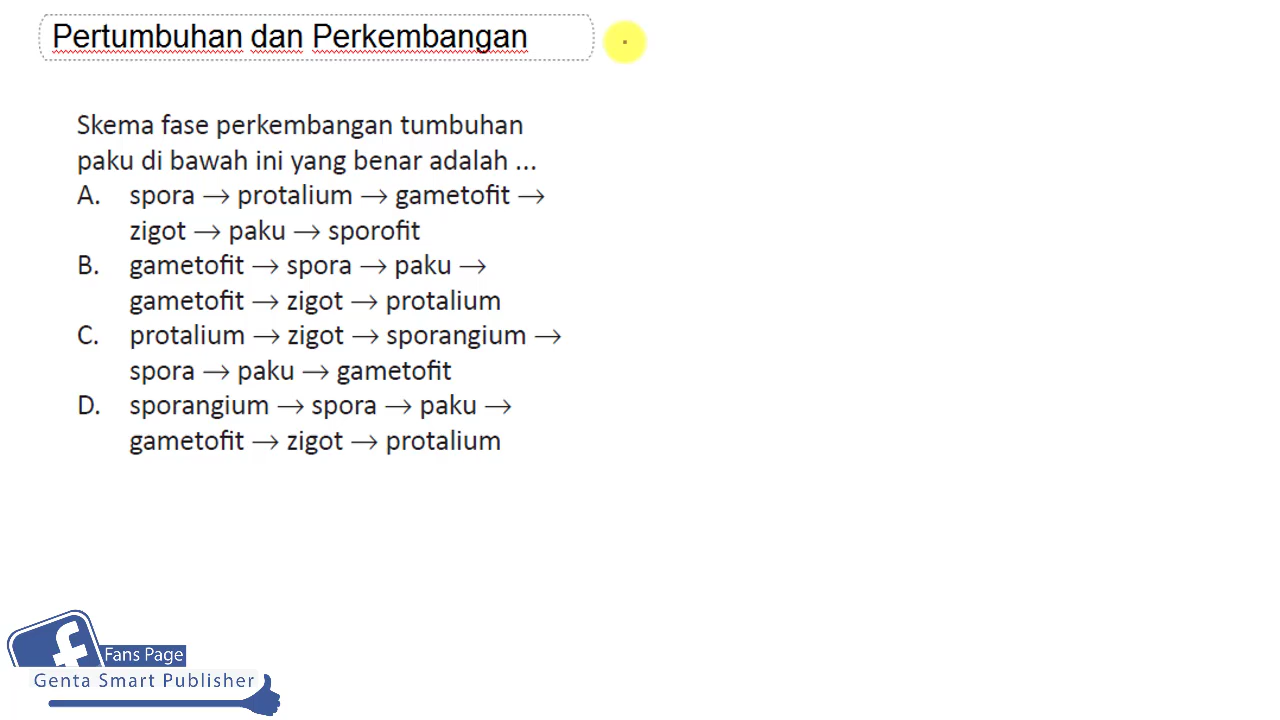 Pertumbuhan dan Perkembangan
Skema fase perkembangan tumbuhan
paku di bawah ini yang benar adalah ...
A. spora → protalium → gametofit →
zigot → paku → sporofit
B. gametofit → spora → paku →
gametofit → zigot → protalium
C. protalium → zigot → sporangium →
spora → paku → gametofit
D. sporangium → spora → paku →
gametofit → zigot → protalium
Fans Page
Genta Smart Publisher